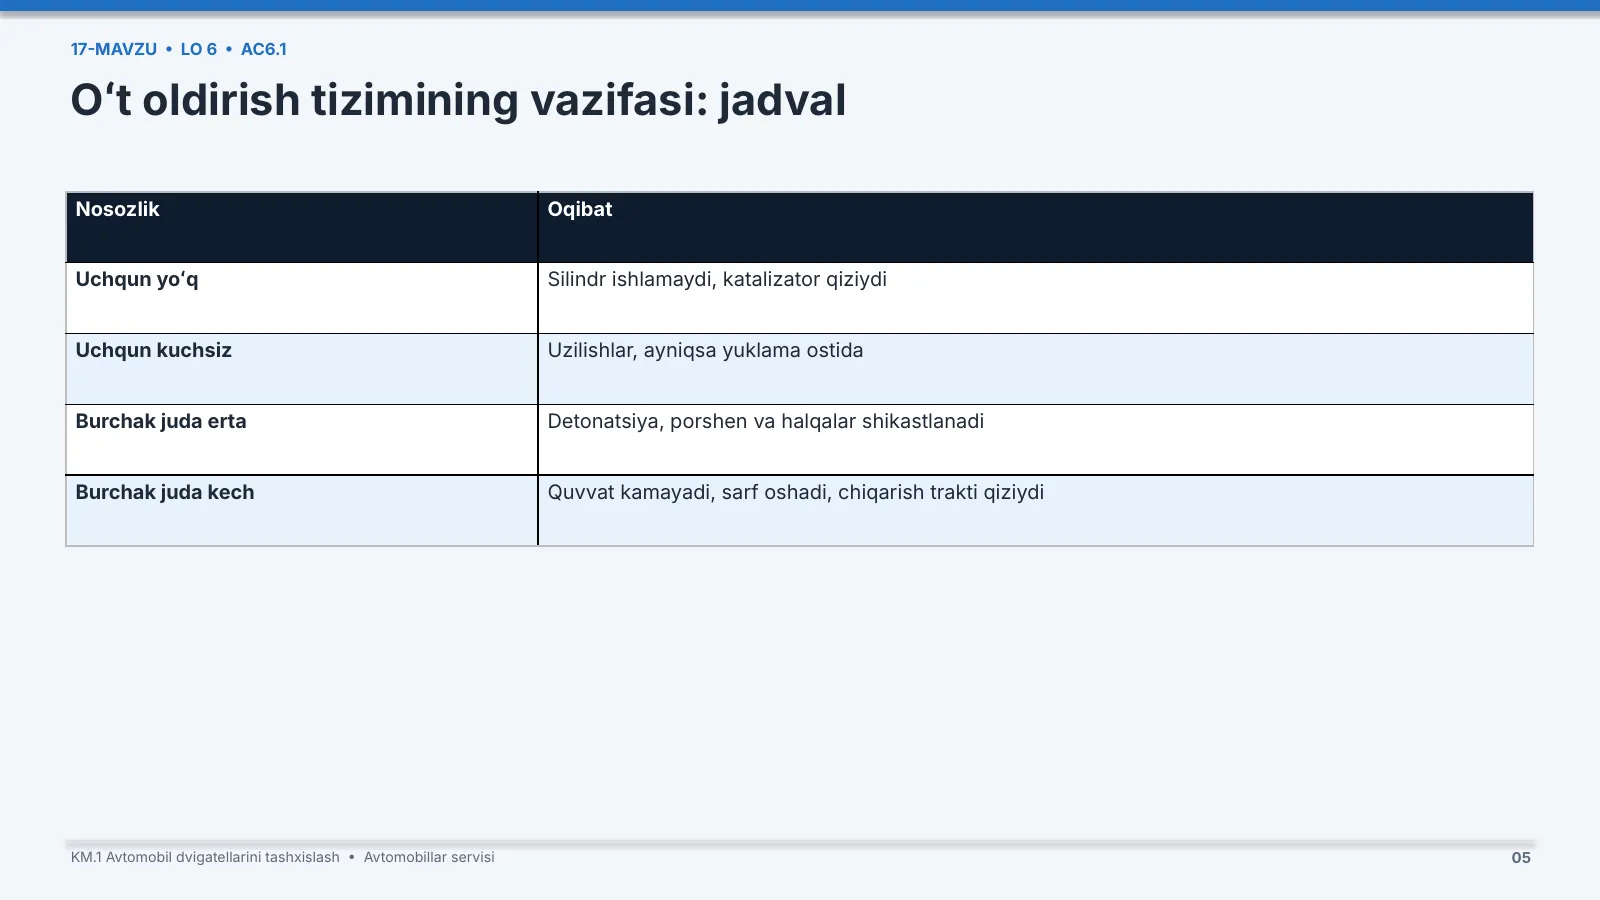 17-MAVZU • LO 6 • AC6.1
Oʻt oldirish tizimining vazifasi: jadval
Nosozlik Oqibat
Uchqun yoʻq Silindr ishlamaydi, katalizator qiziydi
Uchqun kuchsiz Uzilishlar, ayniqsa yuklama ostida
Burchak juda erta Detonatsiya, porshen va halqalar shikastlanadi
Burchak juda kech Quvvat kamayadi, sarf oshadi, chiqarish trakti qiziydi
KM.1 Avtomobil dvigatellarini tashxislash • Avtomobillar servisi 05